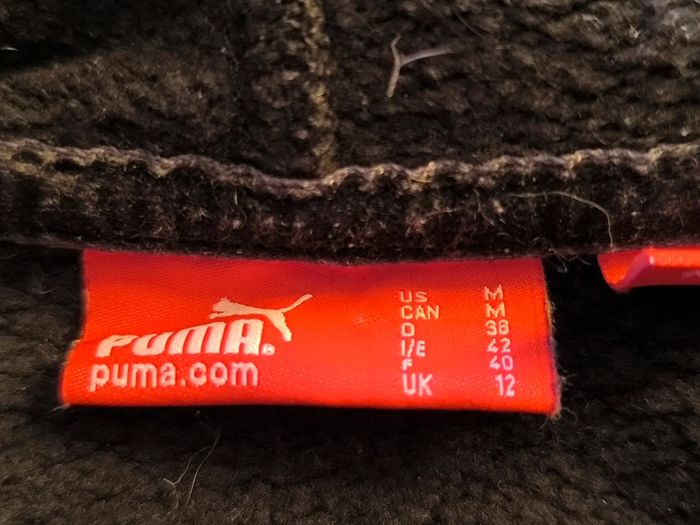 PUMA®
puma.com
US M
CAN M
D 38
I/E 42
F 40
UK 12